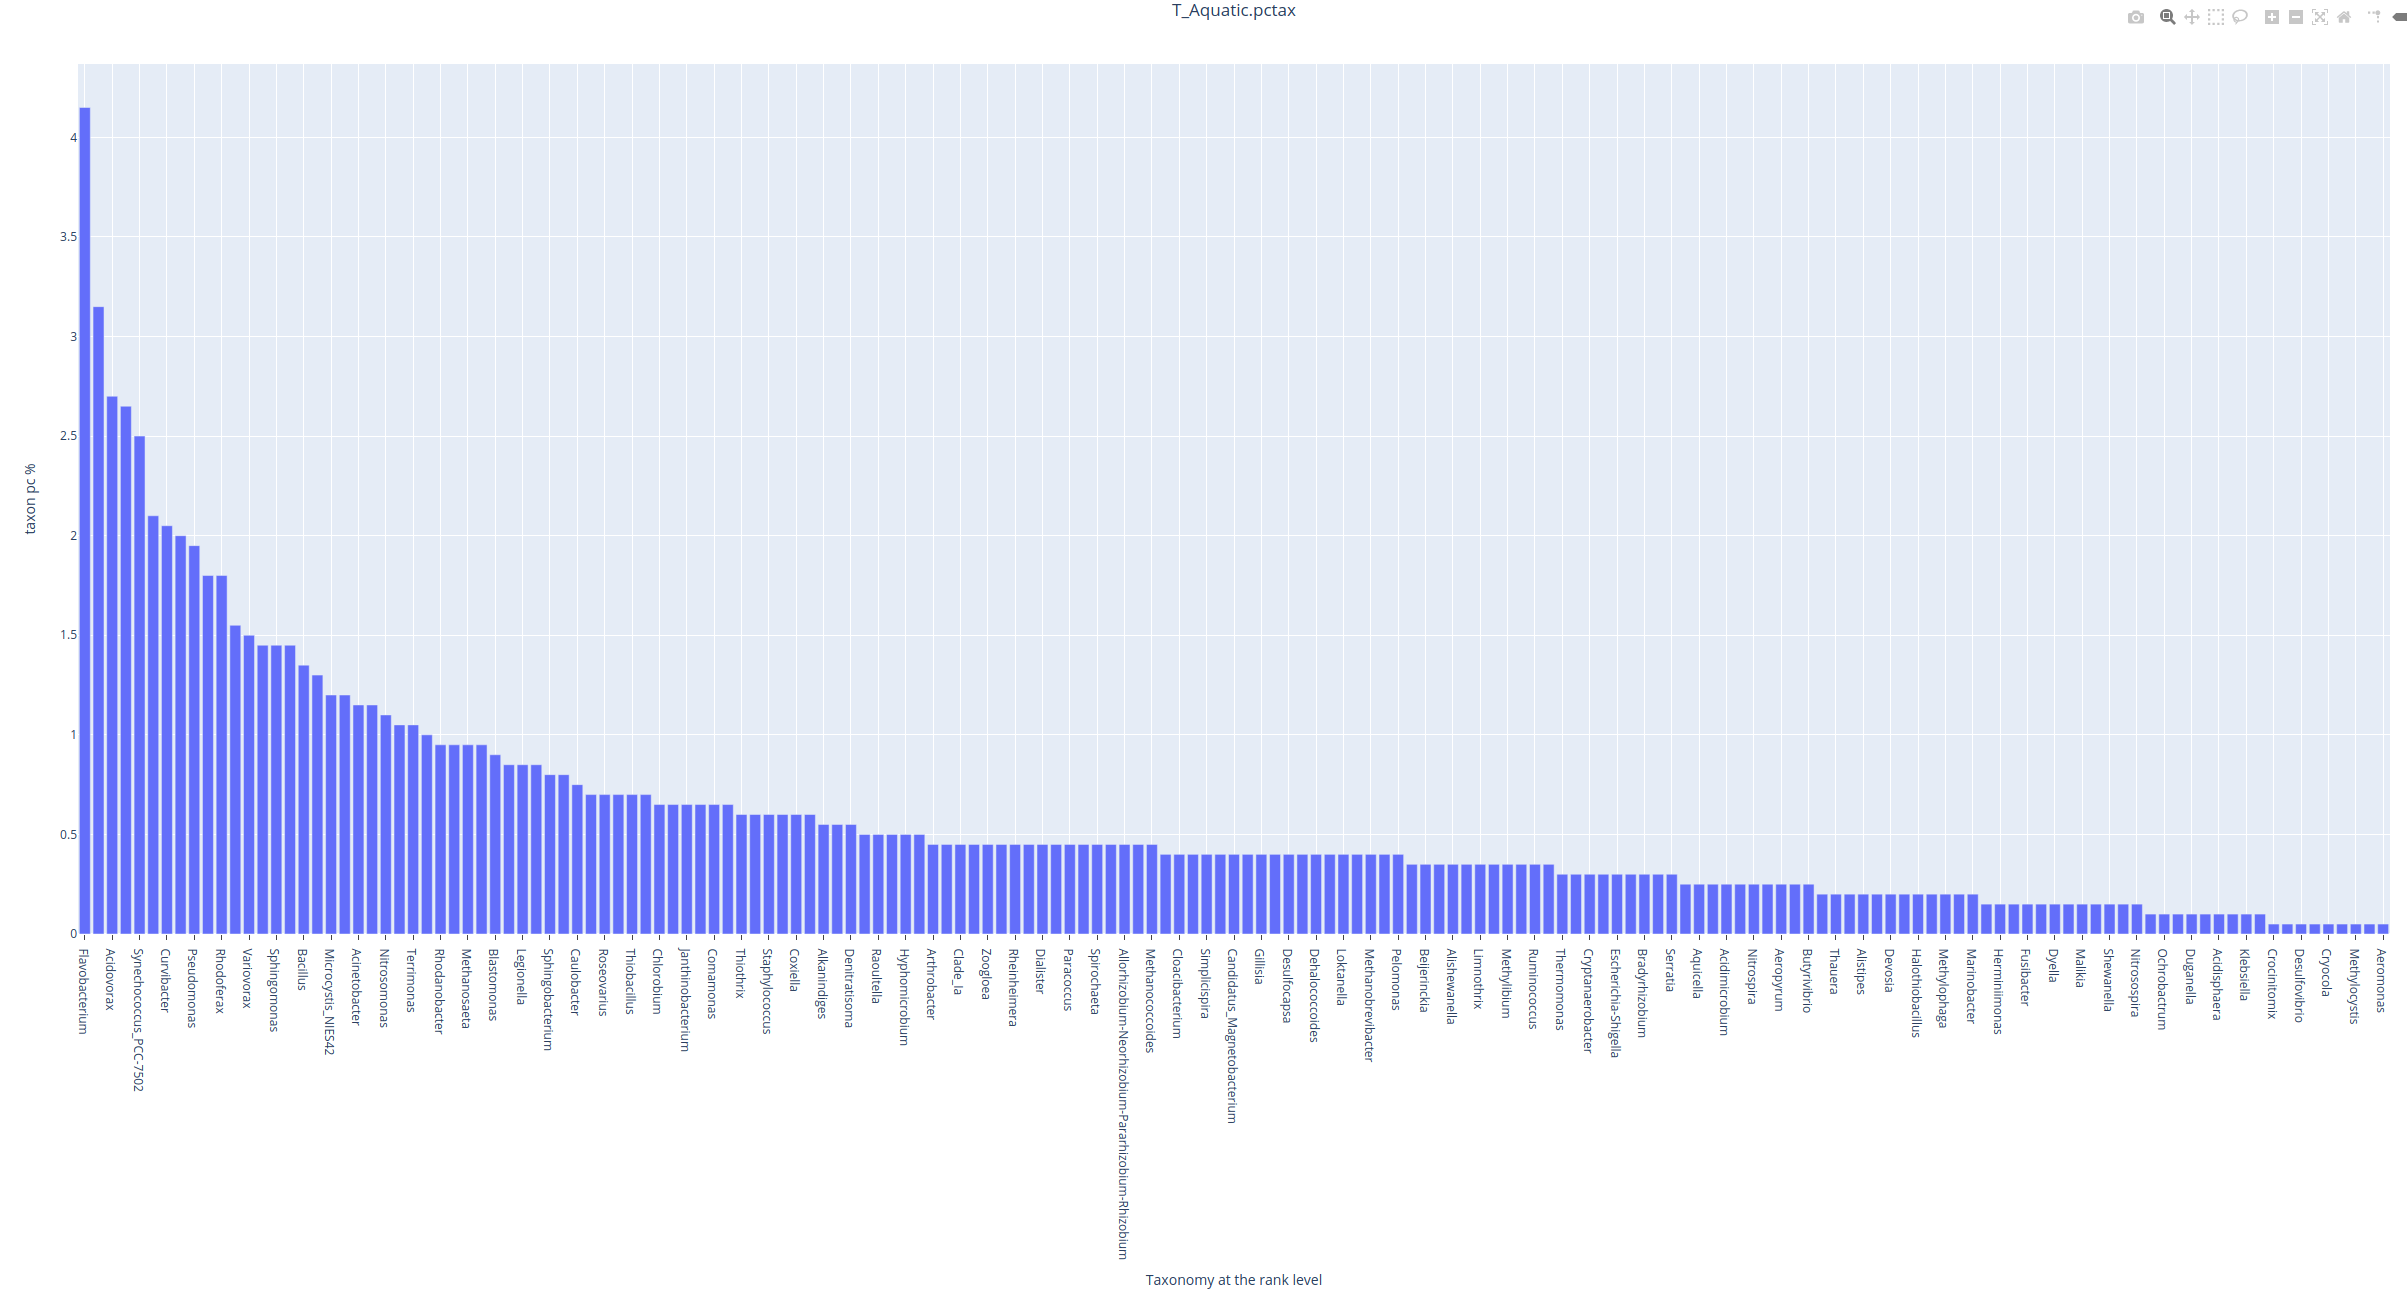 T_Aquatic.pctax
4
3.5
3
2.5
2
1.5
1
0.5
0
taxon pc %
Flavobacterium
Acidovorax
Synechococcus_PCC-7502
Curvibacter
Pseudomonas
Rhodoferax
Variovorax
Sphingomonas
Bacillus
Microcystis_NIES42
Acinetobacter
Nitrosomonas
Terrimonas
Rhodanobacter
Methanosaeta
Blastomonas
Legionella
Sphingobacterium
Caulobacter
Roseovarius
Thiobacillus
Chlorobium
Janthinobacterium
Comamonas
Thiothrix
Staphylococcus
Coxiella
Alkanindiges
Denitratisoma
Raoultella
Hyphomicrobium
Arthrobacter
Clade_Ia
Zoogloea
Rheinheimera
Dialister
Paracoccus
Spirochaeta
Allorhizobium-Neorhizobium-Pararhizobium-Rhizobium
Methanococcoides
Cloacibacterium
Simplicispira
Candidatus_Magnetobacterium
Gillisia
Desulfocapsa
Dehalococcoides
Loktanella
Methanobrevibacter
Pelomonas
Beijerinckia
Alishewanella
Limnothrix
Methylibium
Ruminococcus
Thermomonas
Cryptanaerobacter
Escherichia-Shigella
Bradyrhizobium
Serratia
Aquicella
Acidimicrobium
Nitrospira
Aeropyrum
Butyrivibrio
Thauera
Alistipes
Devosia
Halothiobacillus
Methylophaga
Marinobacter
Herminiimonas
Fusibacter
Dyella
Malikia
Shewanella
Nitrosospira
Ochrobactrum
Duganella
Acidisphaera
Klebsiella
Crocinitomix
Desulfovibrio
Cryocola
Methylocystis
Aeromonas
Taxonomy at the rank level